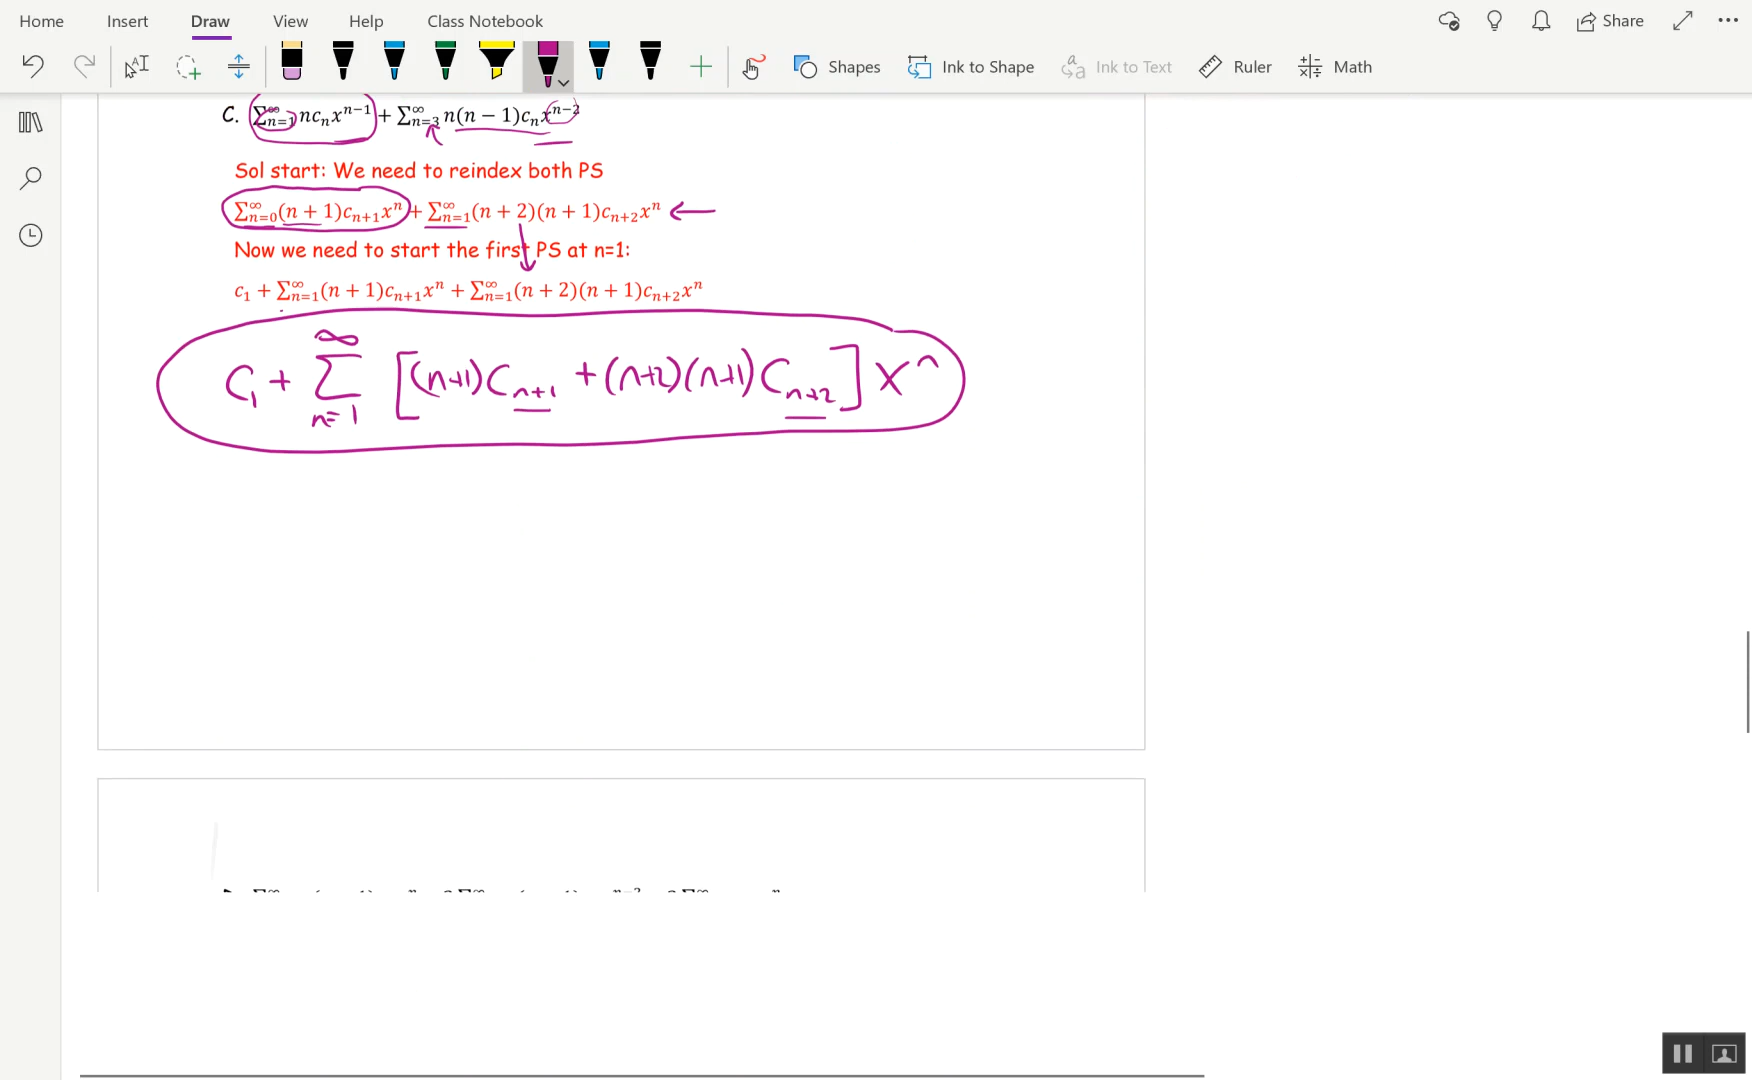 Home Insert Draw View Help Class Notebook Share
Shapes Ink to Shape Ink to Text Ruler Math
C. ∑_{n=1}^{∞} nc_n x^{n−1} + ∑_{n=3}^{∞} n(n − 1)c_n x^{n−2}
Sol start: We need to reindex both PS
∑_{n=0}^{∞}(n + 1)c_{n+1}x^n + ∑_{n=1}^{∞}(n + 2)(n + 1)c_{n+2}x^n ←
Now we need to start the first PS at n=1:
c_1 + ∑_{n=1}^{∞}(n + 1)c_{n+1}x^n + ∑_{n=1}^{∞}(n + 2)(n + 1)c_{n+2}x^n
C_1 + ∑_{n=1}^{∞} [(n+1)C_{n+1} + (n+2)(n+1)C_{n+2}] x^n